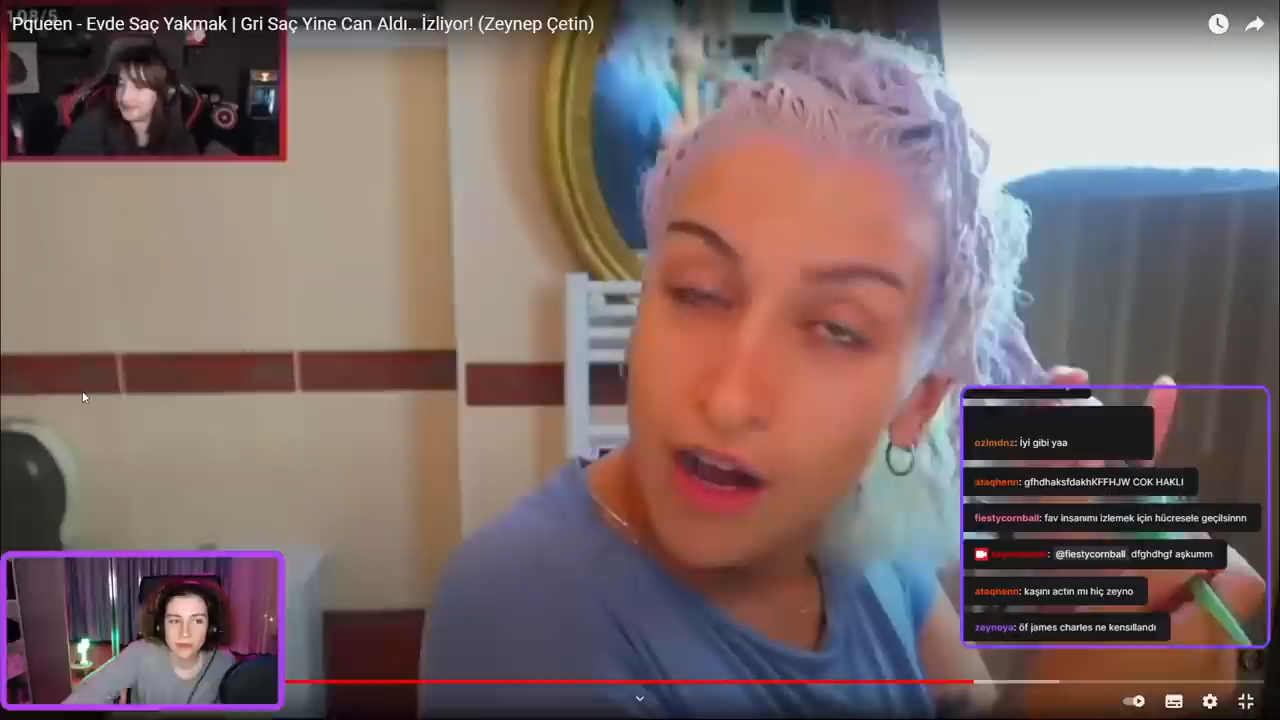 Pqueen - Evde Saç Yakmak | Gri Saç Yine Can Aldı.. İzliyor! (Zeynep Çetin)
ozlmdnz: İyi gibi yaa
ataqhenn: gfhdhaksfdakhKFFHJW COK HAKLI
fiestycornball: fav insanımı izlemek için hücresele geçilsinnn
: @fiestycornball dfghdhgf aşkumm
ataqhenn: kaşını actın mı hiç zeyno
zeynoya: öf james charles ne kensıllandı